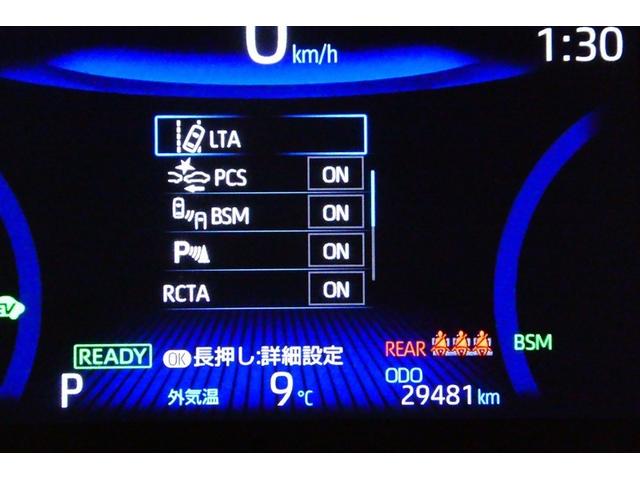 0 km/h
1:30
LTA
PCS ON
BSM ON
P ON
RCTA ON
EV
READY OK 長押し:詳細設定
REAR
BSM
P 外気温 9℃
ODO
29481 km